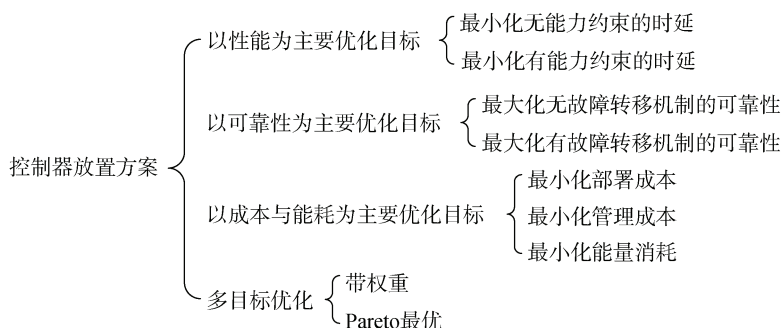 控制器放置方案
以性能为主要优化目标
最小化无能力约束的时延
最小化有能力约束的时延
以可靠性为主要优化目标
最大化无故障转移机制的可靠性
最大化有故障转移机制的可靠性
以成本与能耗为主要优化目标
最小化部署成本
最小化管理成本
最小化能量消耗
多目标优化
带权重
Pareto最优